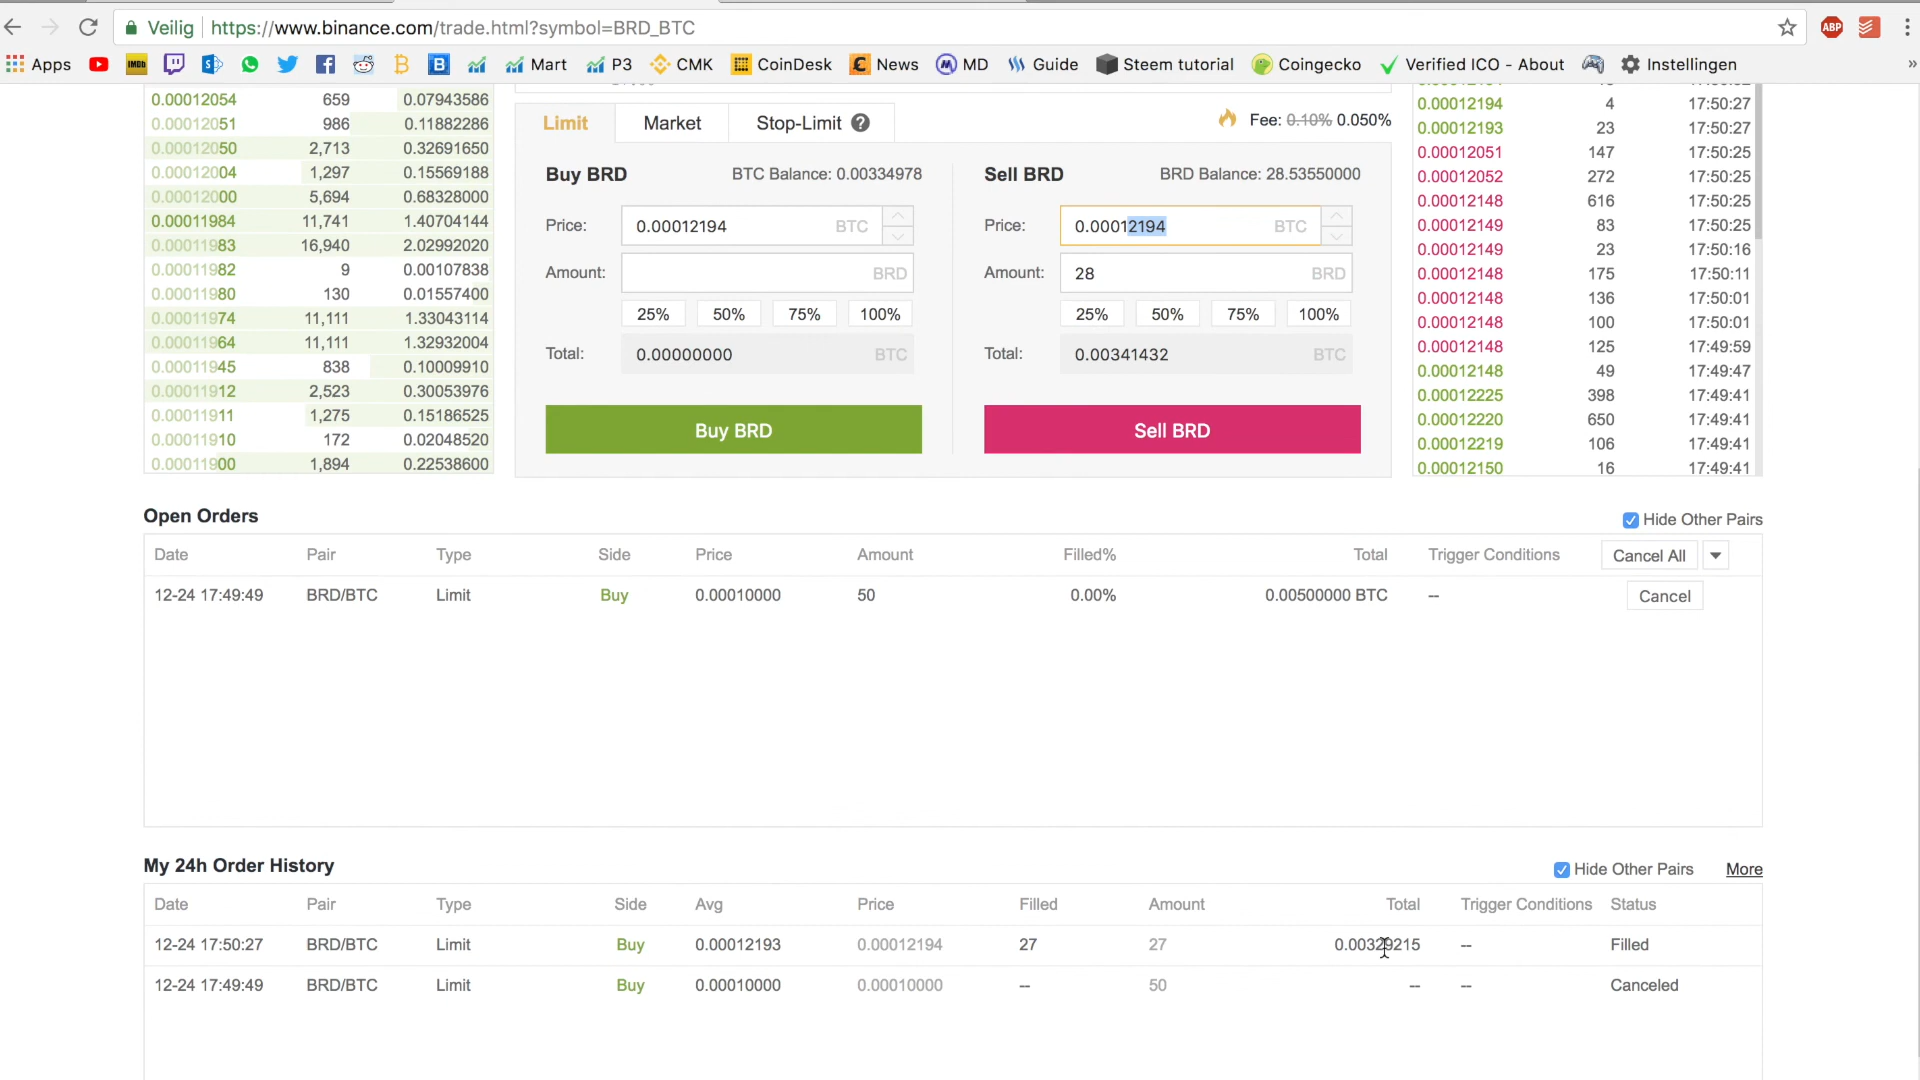 Veilig https://www.binance.com/trade.html?symbol=BRD_BTC ABP
Apps IMDb S B Mart P3 CMK CoinDesk News MD Guide Steem tutorial Coingecko Verified ICO - About Instellingen »
0.00012054 659 0.07943586
0.00012051 986 0.11882286
0.00012050 2,713 0.32691650
0.00012004 1,297 0.15569188
0.00012000 5,694 0.68328000
0.00011984 11,741 1.40704144
0.00011983 16,940 2.02992020
0.00011982 9 0.00107838
0.00011980 130 0.01557400
0.00011974 11,111 1.33043114
0.00011964 11,111 1.32932004
0.00011945 838 0.10009910
0.00011912 2,523 0.30053976
0.00011911 1,275 0.15186525
0.00011910 172 0.02048520
0.00011900 1,894 0.22538600
Limit Market Stop-Limit ? Fee: 0.10% 0.050%
Buy BRD BTC Balance: 0.00334978
Price: 0.00012194 BTC
Amount: BRD
25% 50% 75% 100%
Total: 0.00000000 BTC
Buy BRD
Sell BRD BRD Balance: 28.53550000
Price: 0.00012194 BTC
Amount: 28 BRD
25% 50% 75% 100%
Total: 0.00341432 BTC
Sell BRD
0.00012194 4 17:50:27
0.00012193 23 17:50:27
0.00012051 147 17:50:25
0.00012052 272 17:50:25
0.00012148 616 17:50:25
0.00012149 83 17:50:25
0.00012149 23 17:50:16
0.00012148 175 17:50:11
0.00012148 136 17:50:01
0.00012148 100 17:50:01
0.00012148 125 17:49:59
0.00012148 49 17:49:47
0.00012225 398 17:49:41
0.00012220 650 17:49:41
0.00012219 106 17:49:41
0.00012150 16 17:49:41
Open Orders Hide Other Pairs
Date Pair Type Side Price Amount Filled% Total Trigger Conditions Cancel All
12-24 17:49:49 BRD/BTC Limit Buy 0.00010000 50 0.00% 0.00500000 BTC -- Cancel
My 24h Order History Hide Other Pairs More
Date Pair Type Side Avg Price Filled Amount Total Trigger Conditions Status
12-24 17:50:27 BRD/BTC Limit Buy 0.00012193 0.00012194 27 27 0.00329215 -- Filled
12-24 17:49:49 BRD/BTC Limit Buy 0.00010000 0.00010000 -- 50 -- -- Canceled